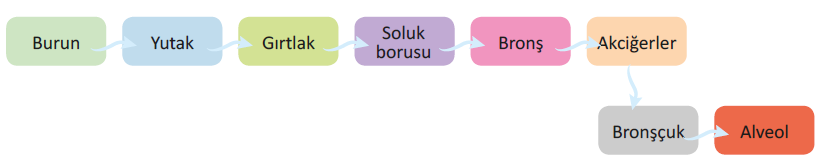 Burun
Yutak
Gırtlak
Soluk
borusu
Bronş
Akciğerler
Bronşçuk
Alveol